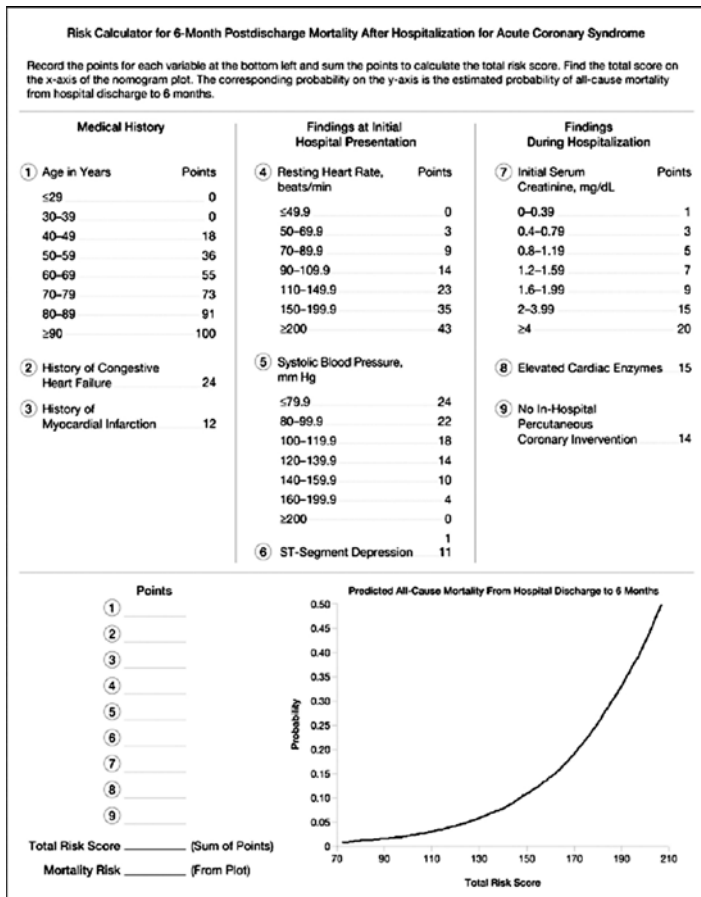 Risk Calculator for 6-Month Postdischarge Mortality After Hospitalization for Acute Coronary Syndrome
Record the points for each variable at the bottom left and sum the points to calculate the total risk score. Find the total score on
the x-axis of the nomogram plot. The corresponding probability on the y-axis is the estimated probability of all-cause mortality
from hospital discharge to 6 months.
Medical History
1 Age in Years Points
≤29 0
30–39 0
40–49 18
50–59 36
60–69 55
70–79 73
80–89 91
≥90 100
2 History of Congestive
Heart Failure 24
3 History of
Myocardial Infarction 12
Findings at Initial
Hospital Presentation
4 Resting Heart Rate, Points
beats/min
≤49.9 0
50–69.9 3
70–89.9 9
90–109.9 14
110–149.9 23
150–199.9 35
≥200 43
5 Systolic Blood Pressure,
mm Hg
≤79.9 24
80–99.9 22
100–119.9 18
120–139.9 14
140–159.9 10
160–199.9 4
≥200 0
1
6 ST-Segment Depression 11
Findings
During Hospitalization
7 Initial Serum Points
Creatinine, mg/dL
0–0.39 1
0.4–0.79 3
0.8–1.19 5
1.2–1.59 7
1.6–1.99 9
2–3.99 15
≥4 20
8 Elevated Cardiac Enzymes 15
9 No In-Hospital
Percutaneous
Coronary Invervention 14
Points
1
2
3
4
5
6
7
8
9
Total Risk Score (Sum of Points)
Mortality Risk (From Plot)
Predicted All-Cause Mortality From Hospital Discharge to 6 Months
Probability
0.50
0.45
0.40
0.35
0.30
0.25
0.20
0.15
0.10
0.05
0
70 90 110 130 150 170 190 210
Total Risk Score